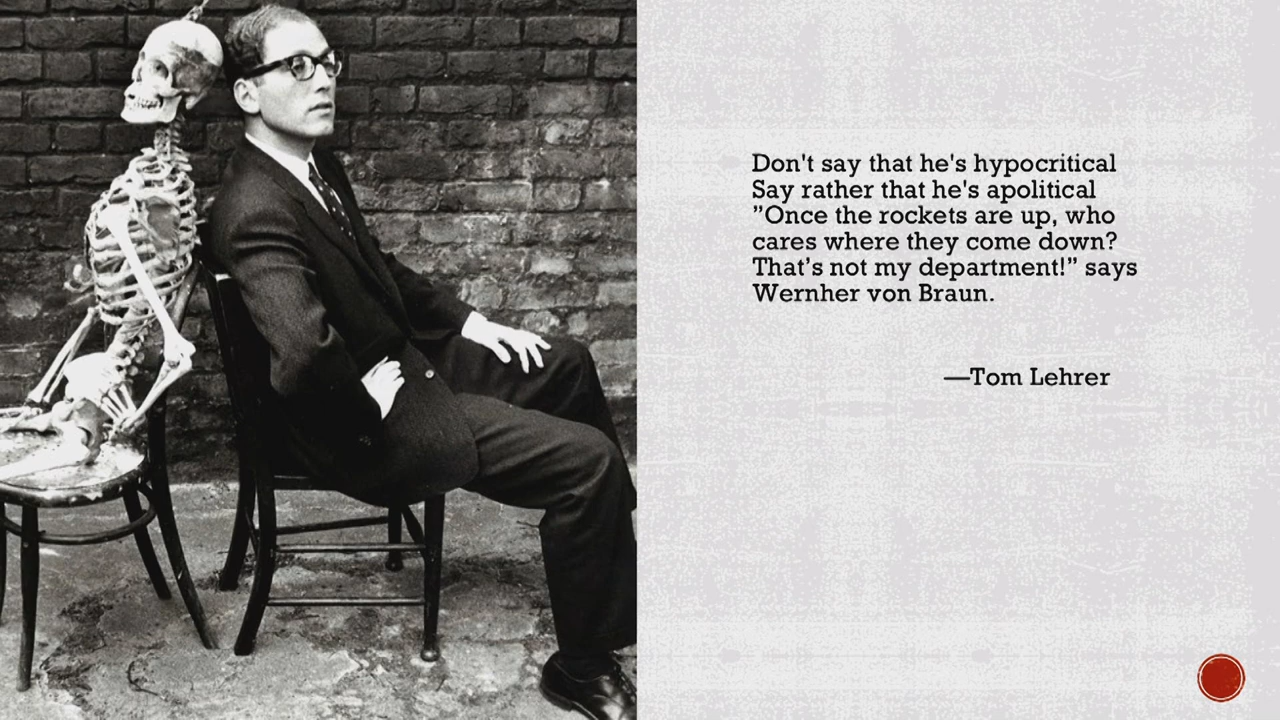 Don't say that he's hypocritical
Say rather that he's apolitical
”Once the rockets are up, who
cares where they come down?
That’s not my department!” says
Wernher von Braun.
—Tom Lehrer